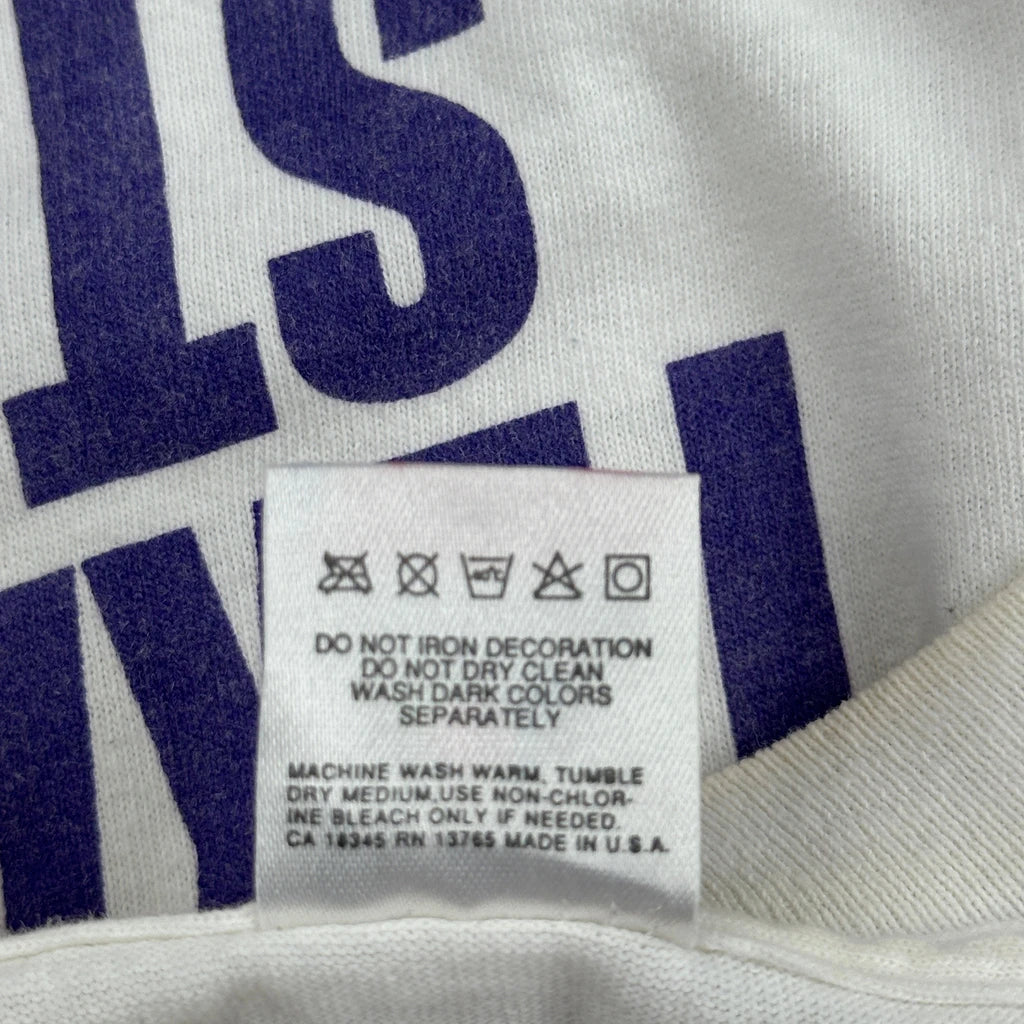 IS
DO NOT IRON DECORATION
DO NOT DRY CLEAN
WASH DARK COLORS
SEPARATELY
MACHINE WASH WARM, TUMBLE
DRY MEDIUM,USE NON-CHLOR-
INE BLEACH ONLY IF NEEDED.
CA 18345 RN 13765 MADE IN U.S.A.